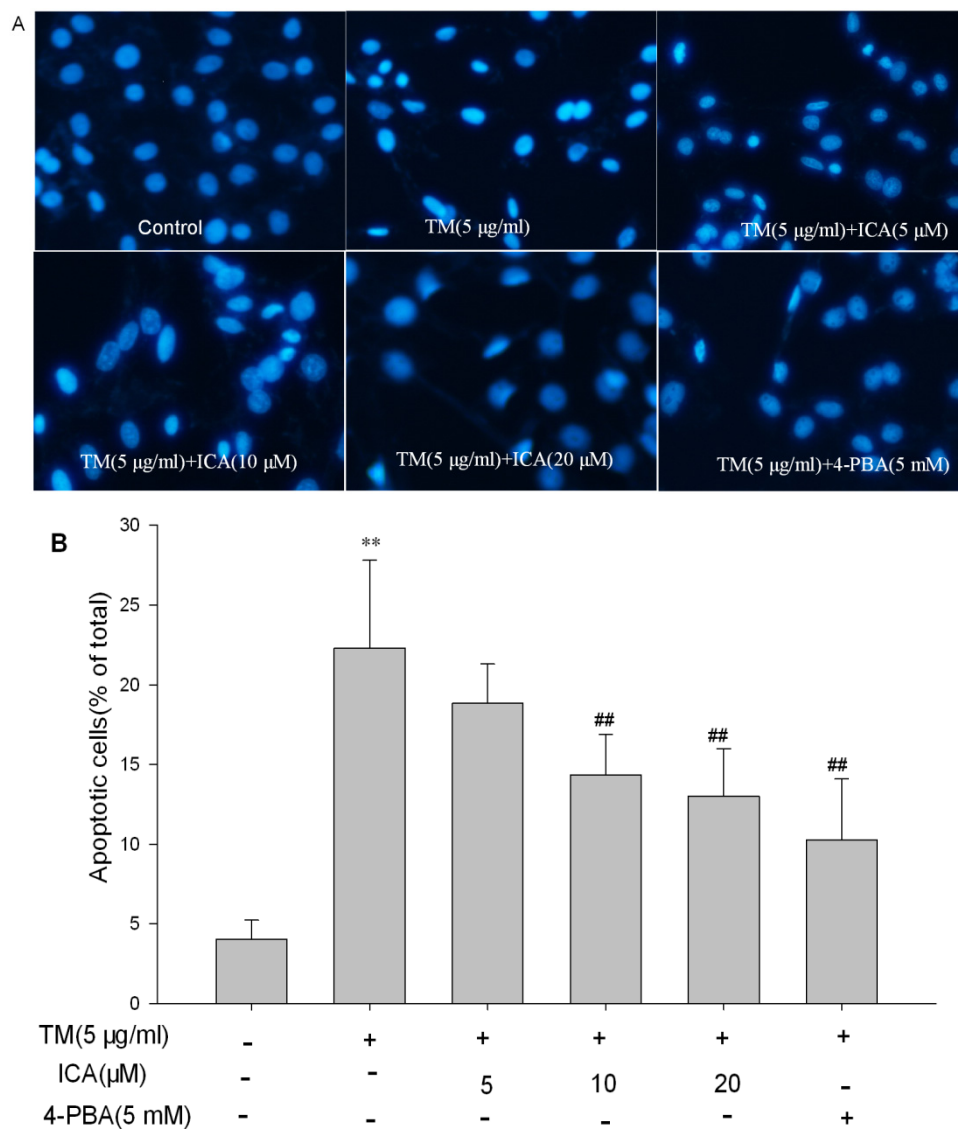 A
Control
TM(5 µg/ml)
TM(5 µg/ml)+ICA(5 µM)
TM(5 µg/ml)+ICA(10 µM)
TM(5 µg/ml)+ICA(20 µM)
TM(5 µg/ml)+4-PBA(5 mM)
B
Apoptotic cells(% of total)
30
25
20
15
10
5
0
**
##
##
##
TM(5 µg/ml) - + + + + +
ICA(µM) - - 5 10 20 -
4-PBA(5 mM) - - - - - +